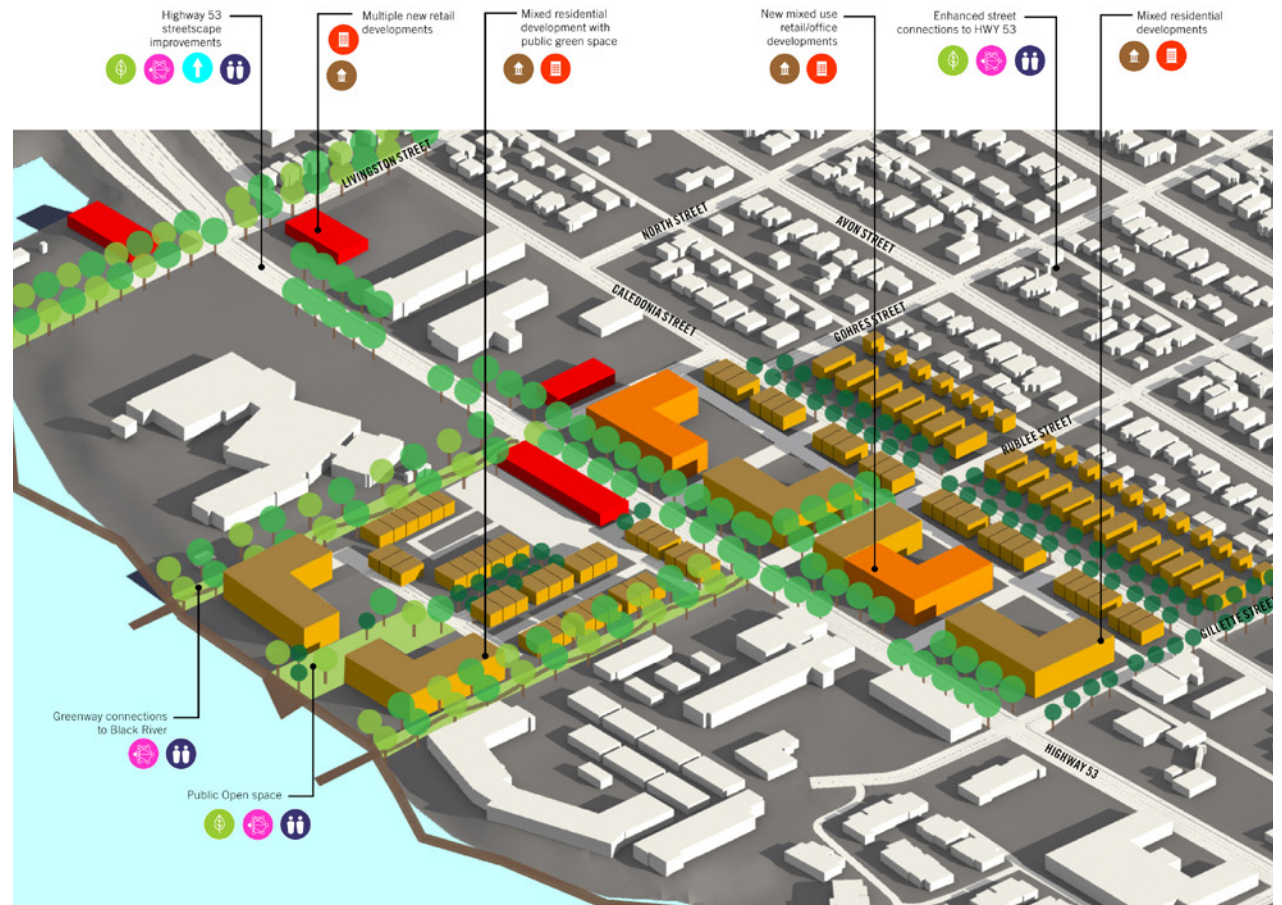 Highway 53
streetscape
improvements
Multiple new retail
developments
Mixed residential
development with
public green space
New mixed use
retail/office
developments
Enhanced street
connections to HWY 53
Mixed residential
developments
LIVINGSTON STREET
NORTH STREET
AVON STREET
CALEDONIA STREET
GOHRES STREET
RUBLEE STREET
GILLETTE STREET
HIGHWAY 53
Greenway connections
to Black River
Public Open space